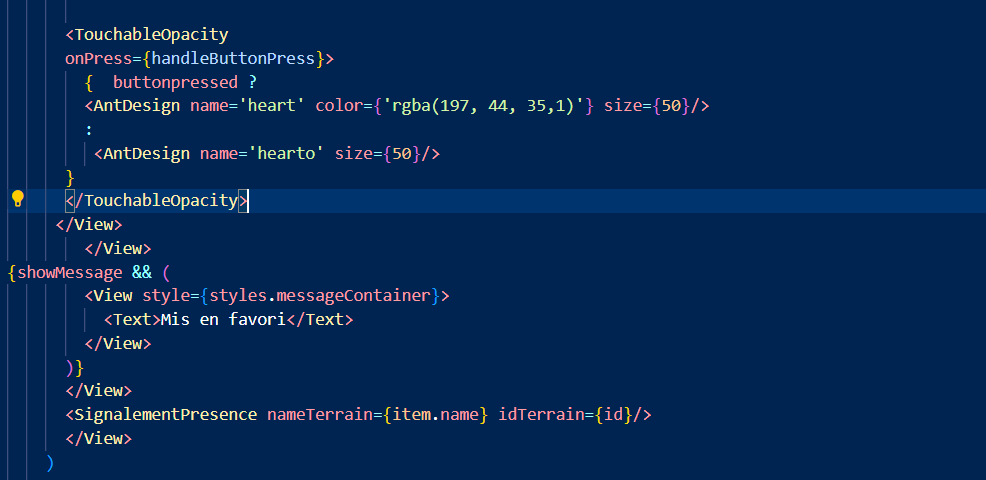 <TouchableOpacity
onPress={handleButtonPress}>
{ buttonpressed ?
<AntDesign name='heart' color={'rgba(197, 44, 35,1)'} size={50}/>
:
<AntDesign name='hearto' size={50}/>
}
</TouchableOpacity>
</View>
</View>
{showMessage && (
<View style={styles.messageContainer}>
<Text>Mis en favori</Text>
</View>
)}
</View>
<SignalementPresence nameTerrain={item.name} idTerrain={id}/>
</View>
)